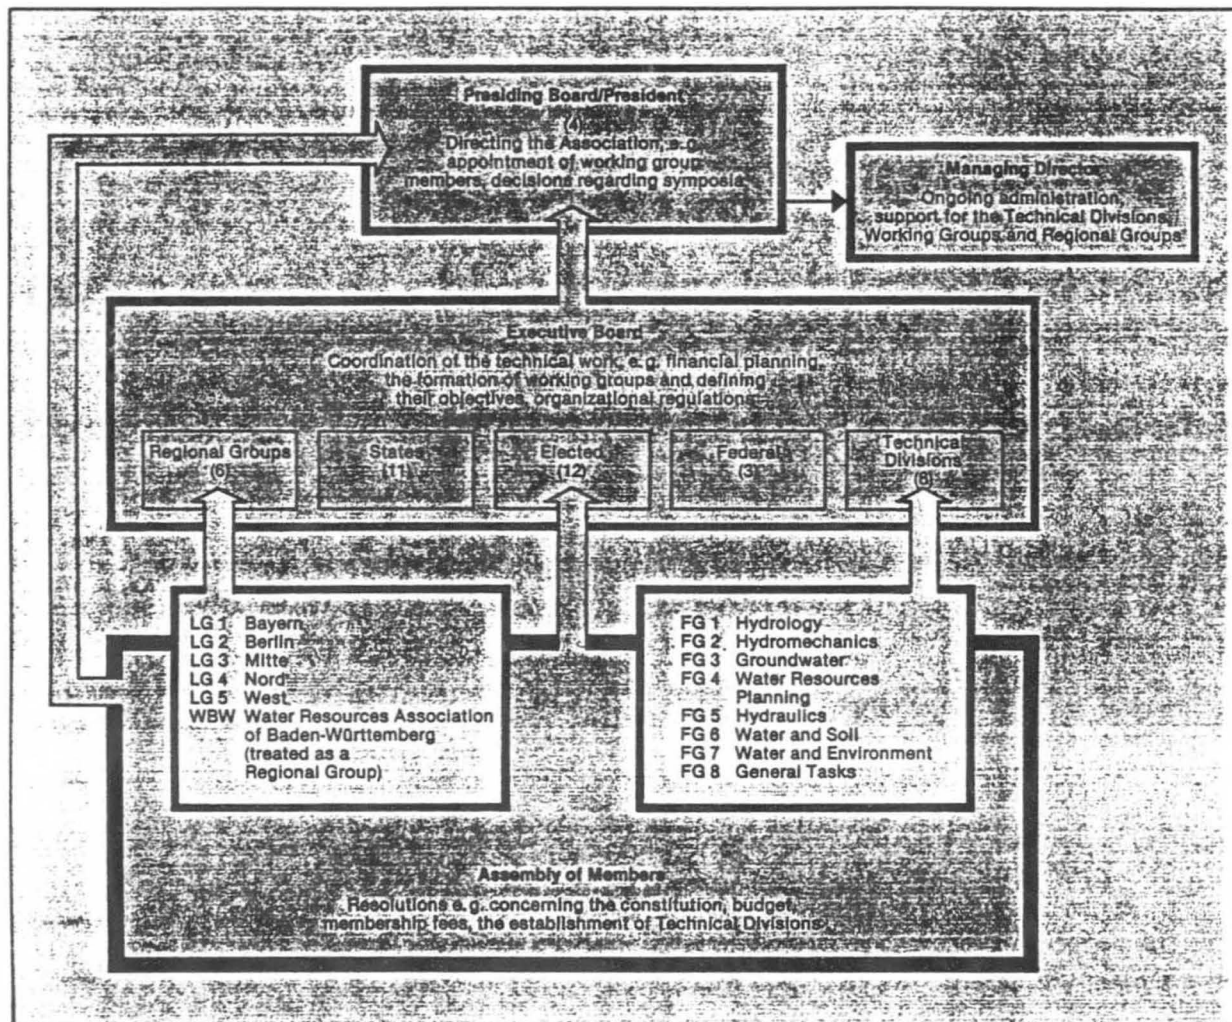 Presiding Board/President
(4)
Directing the Association, e. g.
appointment of working group
members, decisions regarding symposia
Managing Director
Ongoing administration,
support for the Technical Divisions,
Working Groups and Regional Groups
Executive Board
Coordination of the technical work, e. g. financial planning,
the formation of working groups and defining
their objectives, organizational regulations
Regional Groups
(6)
States
(11)
Elected
(12)
Federal
(3)
Technical
Divisions
(8)
LG 1 Bayern
LG 2 Berlin
LG 3 Mitte
LG 4 Nord
LG 5 West
WBW Water Resources Association
of Baden-Württemberg
(treated as a
Regional Group)
FG 1 Hydrology
FG 2 Hydromechanics
FG 3 Groundwater
FG 4 Water Resources
Planning
FG 5 Hydraulics
FG 6 Water and Soil
FG 7 Water and Environment
FG 8 General Tasks
Assembly of Members
Resolutions e. g. concerning the constitution, budget,
membership fees, the establishment of Technical Divisions